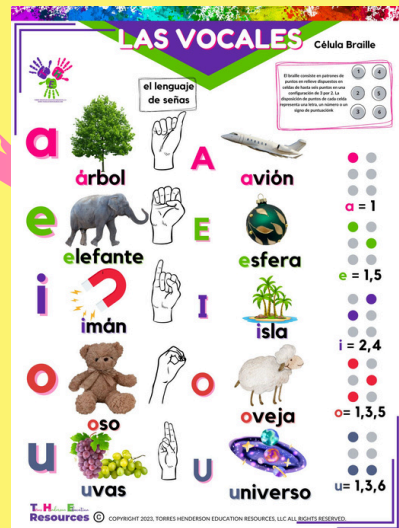 LAS VOCALES
Célula Braille
El braille consiste en patrones de
puntos en relieve dispuestos en
celdas de hasta seis puntos en una
configuración de 3 por 2. La
disposición de puntos de cada celda
representa una letra, un número o un
signo de puntuación.
1 4
2 5
3 6
el lenguaje
de señas
a
A
árbol
avión
a = 1
e
E
elefante
esfera
e = 1,5
i
I
imán
isla
i = 2,4
o
O
oso
oveja
o= 1,3,5
u
U
uvas
universo
u= 1,3,6
Resources © COPYRIGHT 2023, TORRES HENDERSON EDUCATION RESOURCES, LLC ALL RIGHTS RESERVED.